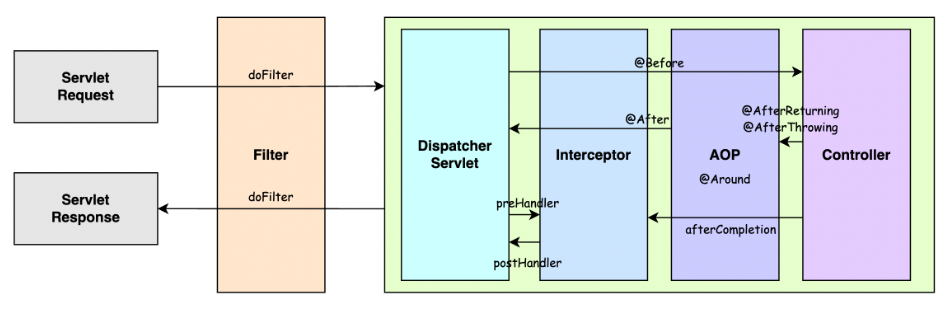 Servlet
Request
doFilter
Filter
Servlet
Response
doFilter
Dispatcher
Servlet
Interceptor
AOP
Controller
@Before
@After
@AfterReturning
@AfterThrowing
@Around
preHandler
postHandler
afterCompletion